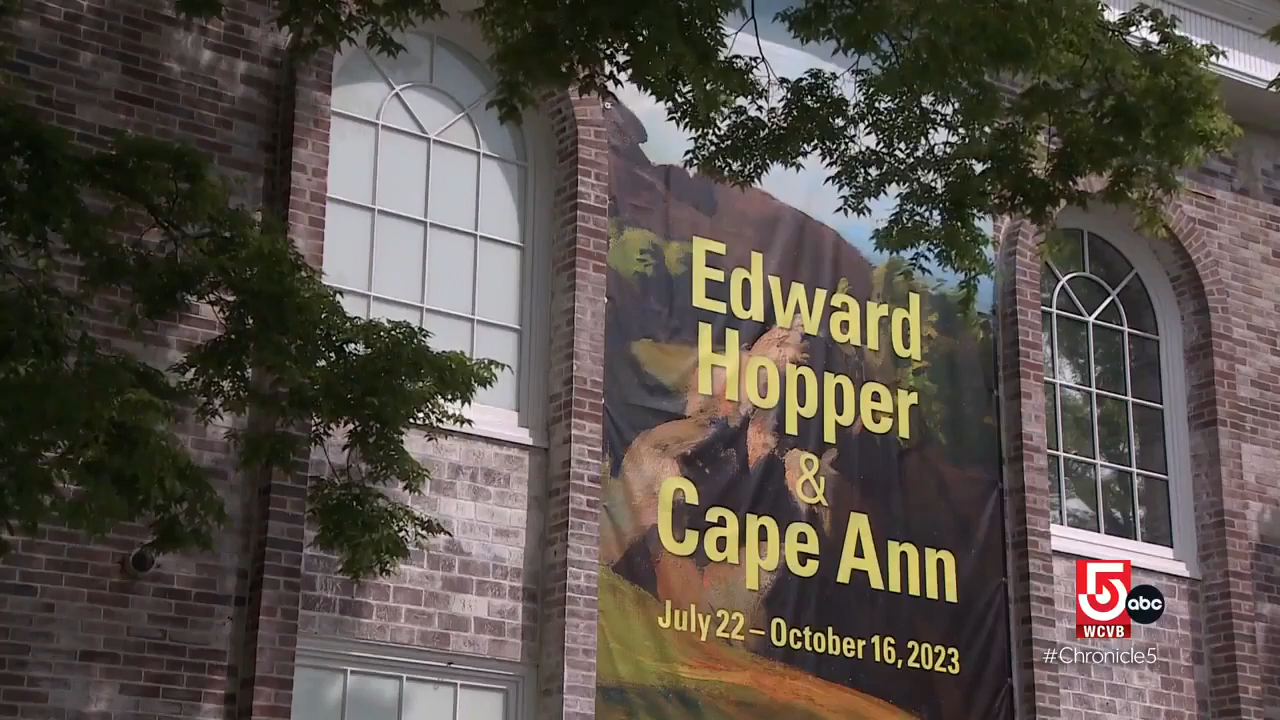 Edward
Hopper
&
Cape Ann
July 22 – October 16, 2023
5 abc
WCVB
#Chronicle5